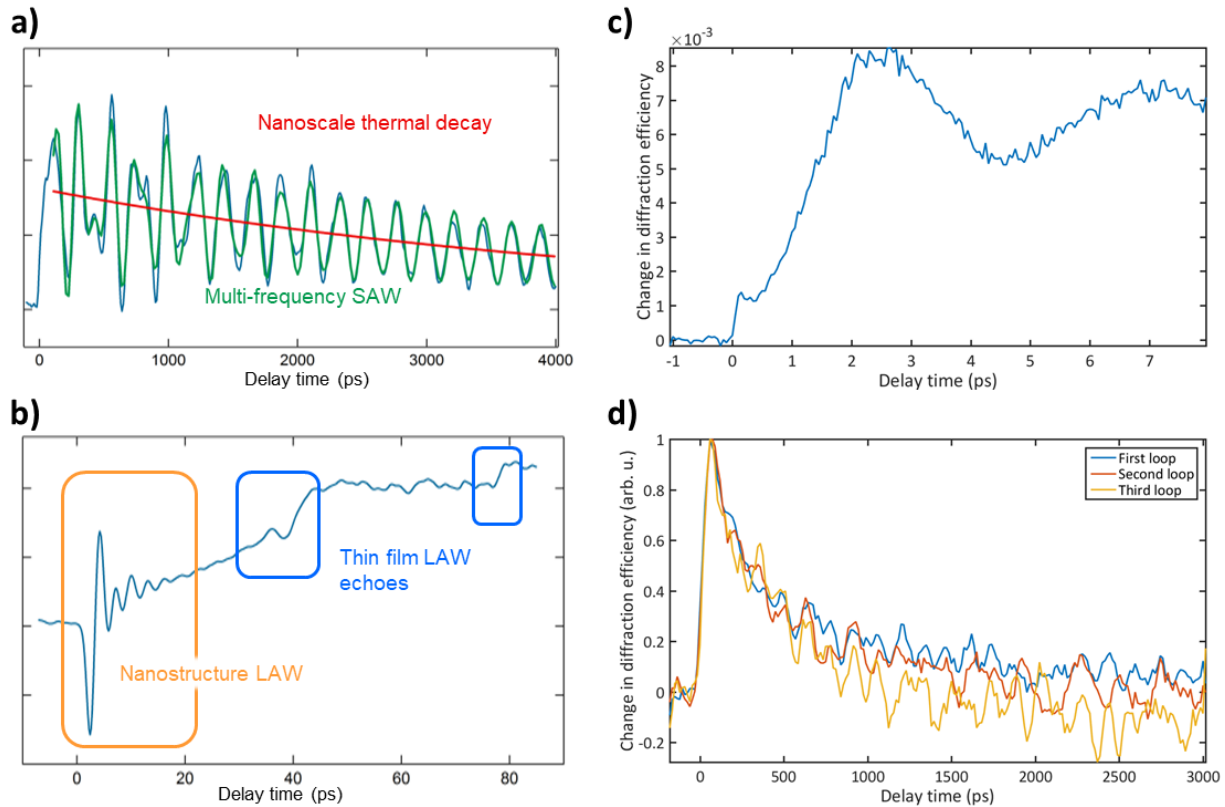 a)
Nanoscale thermal decay
Multi-frequency SAW
0
1000
2000
3000
4000
Delay time (ps)
b)
Nanostructure LAW
Thin film LAW
echoes
0
20
40
60
80
Delay time (ps)
c)
×10⁻³
8
7
6
5
4
3
2
1
0
Change in diffraction efficiency
-1
0
1
2
3
4
5
6
7
Delay time (ps)
d)
1
0.8
0.6
0.4
0.2
0
-0.2
Change in diffraction efficiency (arb. u.)
First loop
Second loop
Third loop
0
500
1000
1500
2000
2500
3000
Delay time (ps)